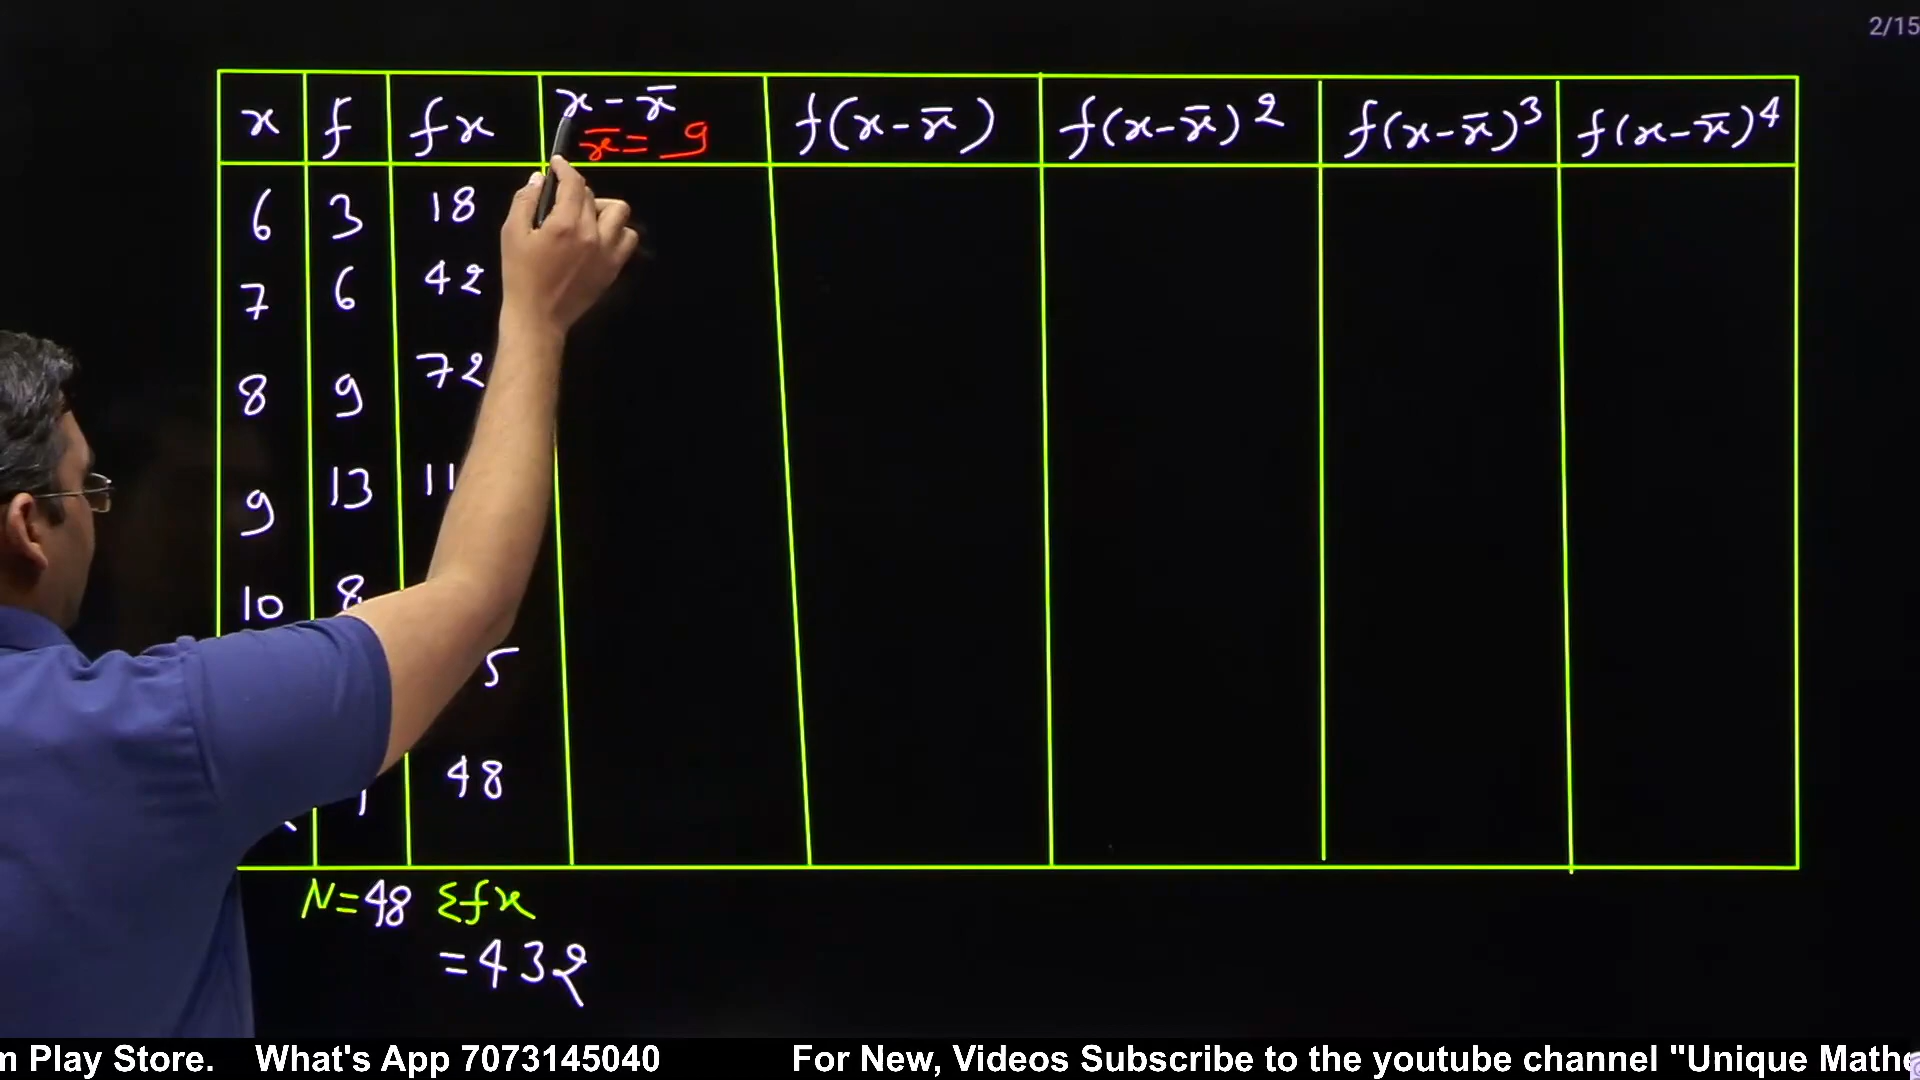 2/15
x f fx x - x̄ f(x-x̄) f(x-x̄)2 f(x-x̄)3 f(x-x̄)4
x̄ = 9
6 3 18
7 6 42
8 9 72
9 13 11
10 8
5
48
N=48 Σfx
=432
m Play Store. What's App 7073145040 For New, Videos Subscribe to the youtube channel "Unique Mathe